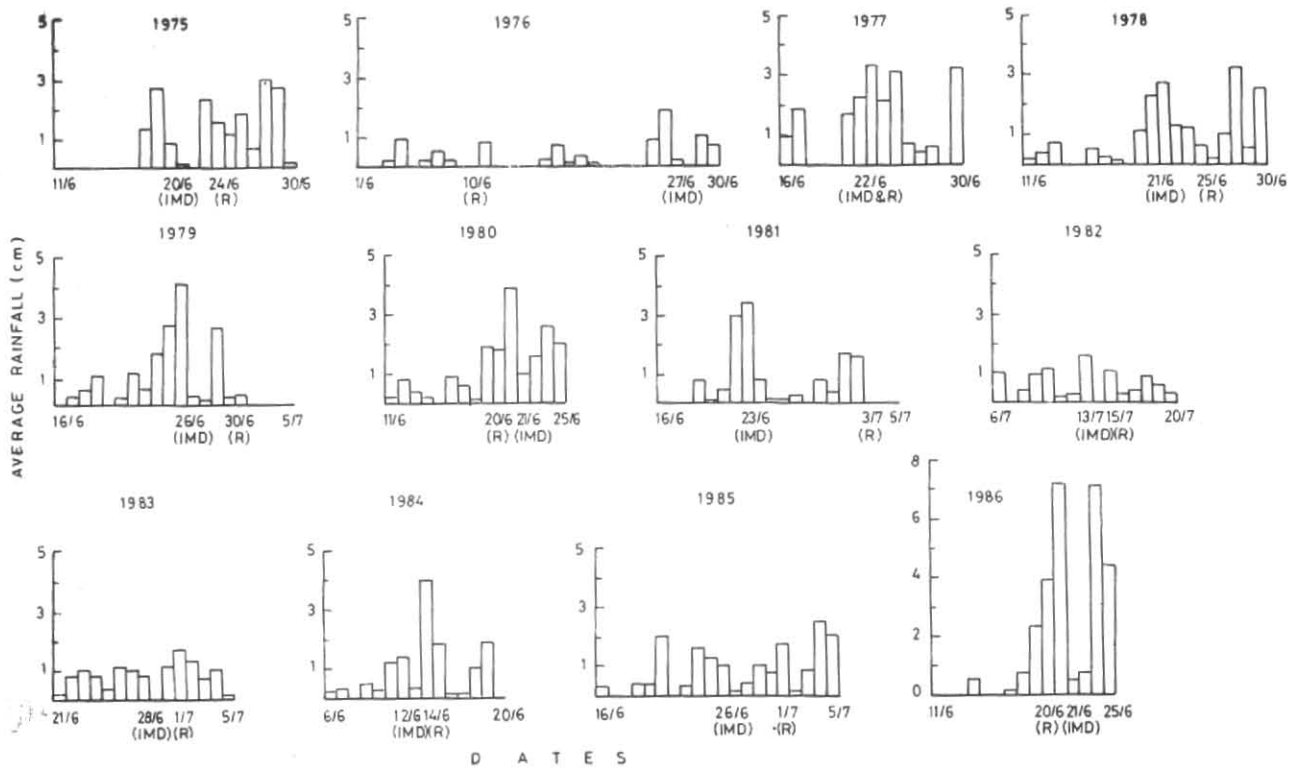 AVERAGE RAINFALL (cm)
1975
5
3
1
11/6 20/6 24/6 30/5
(IMD) (R)
1976
5
3
1
1/6 10/6 27/6 30/6
(R) (IMD)
1977
5
3
1
16/6 22/6 30/6
(IMD&R)
1978
5
3
1
11/6 21/6 25/6 30/6
(IMD) (R)
1979
5
3
1
16/6 26/6 30/6 5/7
(IMD) (R)
1980
5
3
1
11/6 20/6 21/6 25/6
(R) (IMD)
1981
5
3
1
16/6 23/6 3/7 5/7
(IMD) (R)
1982
5
3
1
6/7 13/7 15/7 20/7
(IMD)(R)
1983
5
3
1
21/6 28/6 1/7 5/7
(IMD)(R)
1984
5
3
1
6/6 12/6 14/6 20/6
(IMD)(R)
1985
5
3
1
16/6 26/6 1/7 5/7
(IMD) (R)
1986
8
6
4
2
0
11/6 20/6 21/6 25/6
(R) (IMD)
DATES